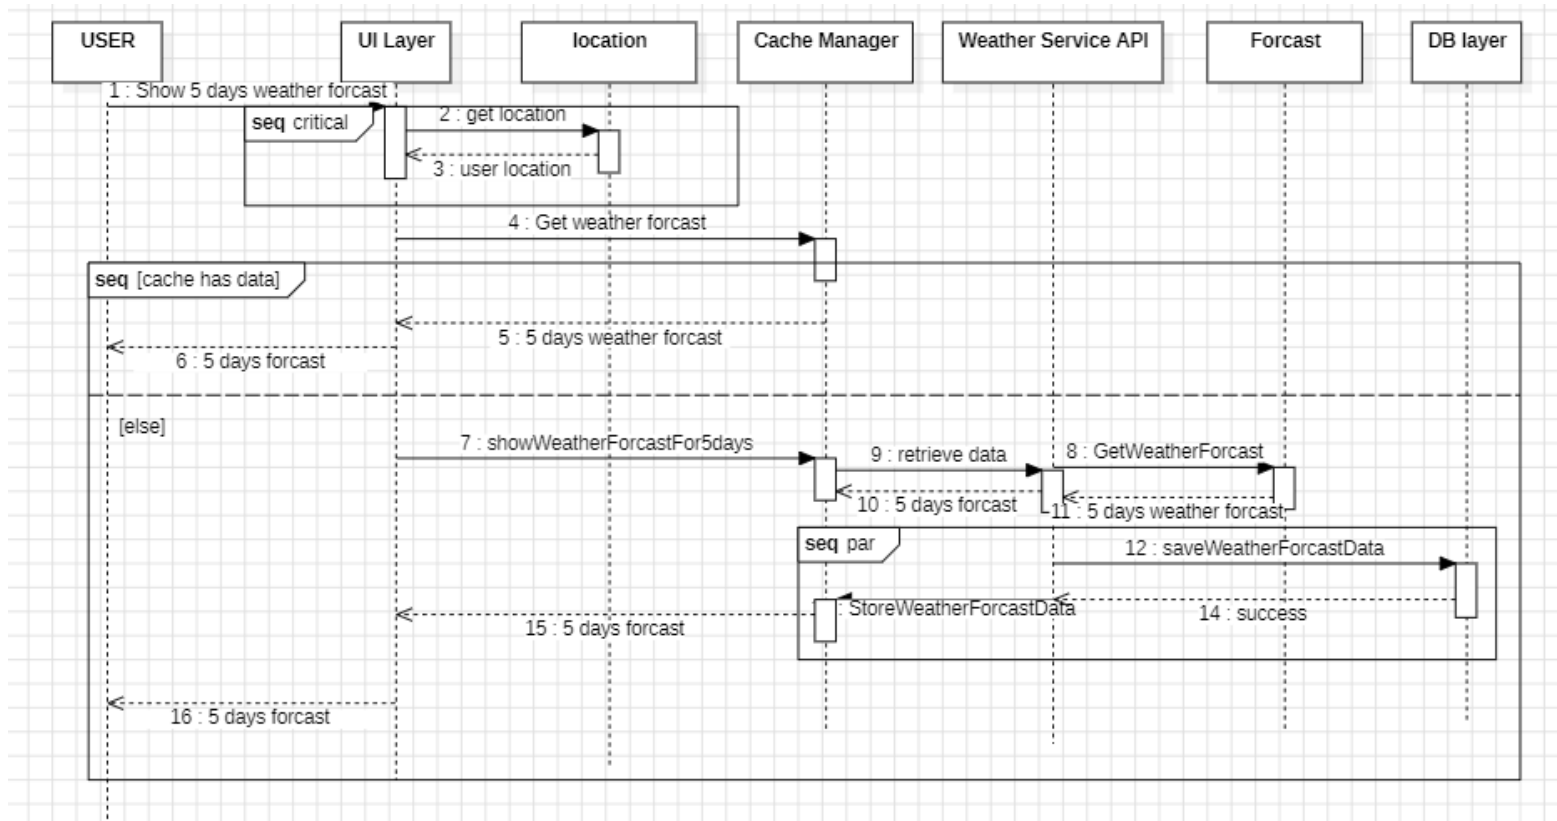 USER
UI Layer
location
Cache Manager
Weather Service API
Forcast
DB layer
1 : Show 5 days weather forcast
seq critical
2 : get location
3 : user location
4 : Get weather forcast
seq [cache has data]
5 : 5 days weather forcast
6 : 5 days forcast
[else]
7 : showWeatherForcastFor5days
9 : retrieve data
8 : GetWeatherForcast
10 : 5 days forcast
11 : 5 days weather forcast
seq par
12 : saveWeatherForcastData
: StoreWeatherForcastData
14 : success
15 : 5 days forcast
16 : 5 days forcast